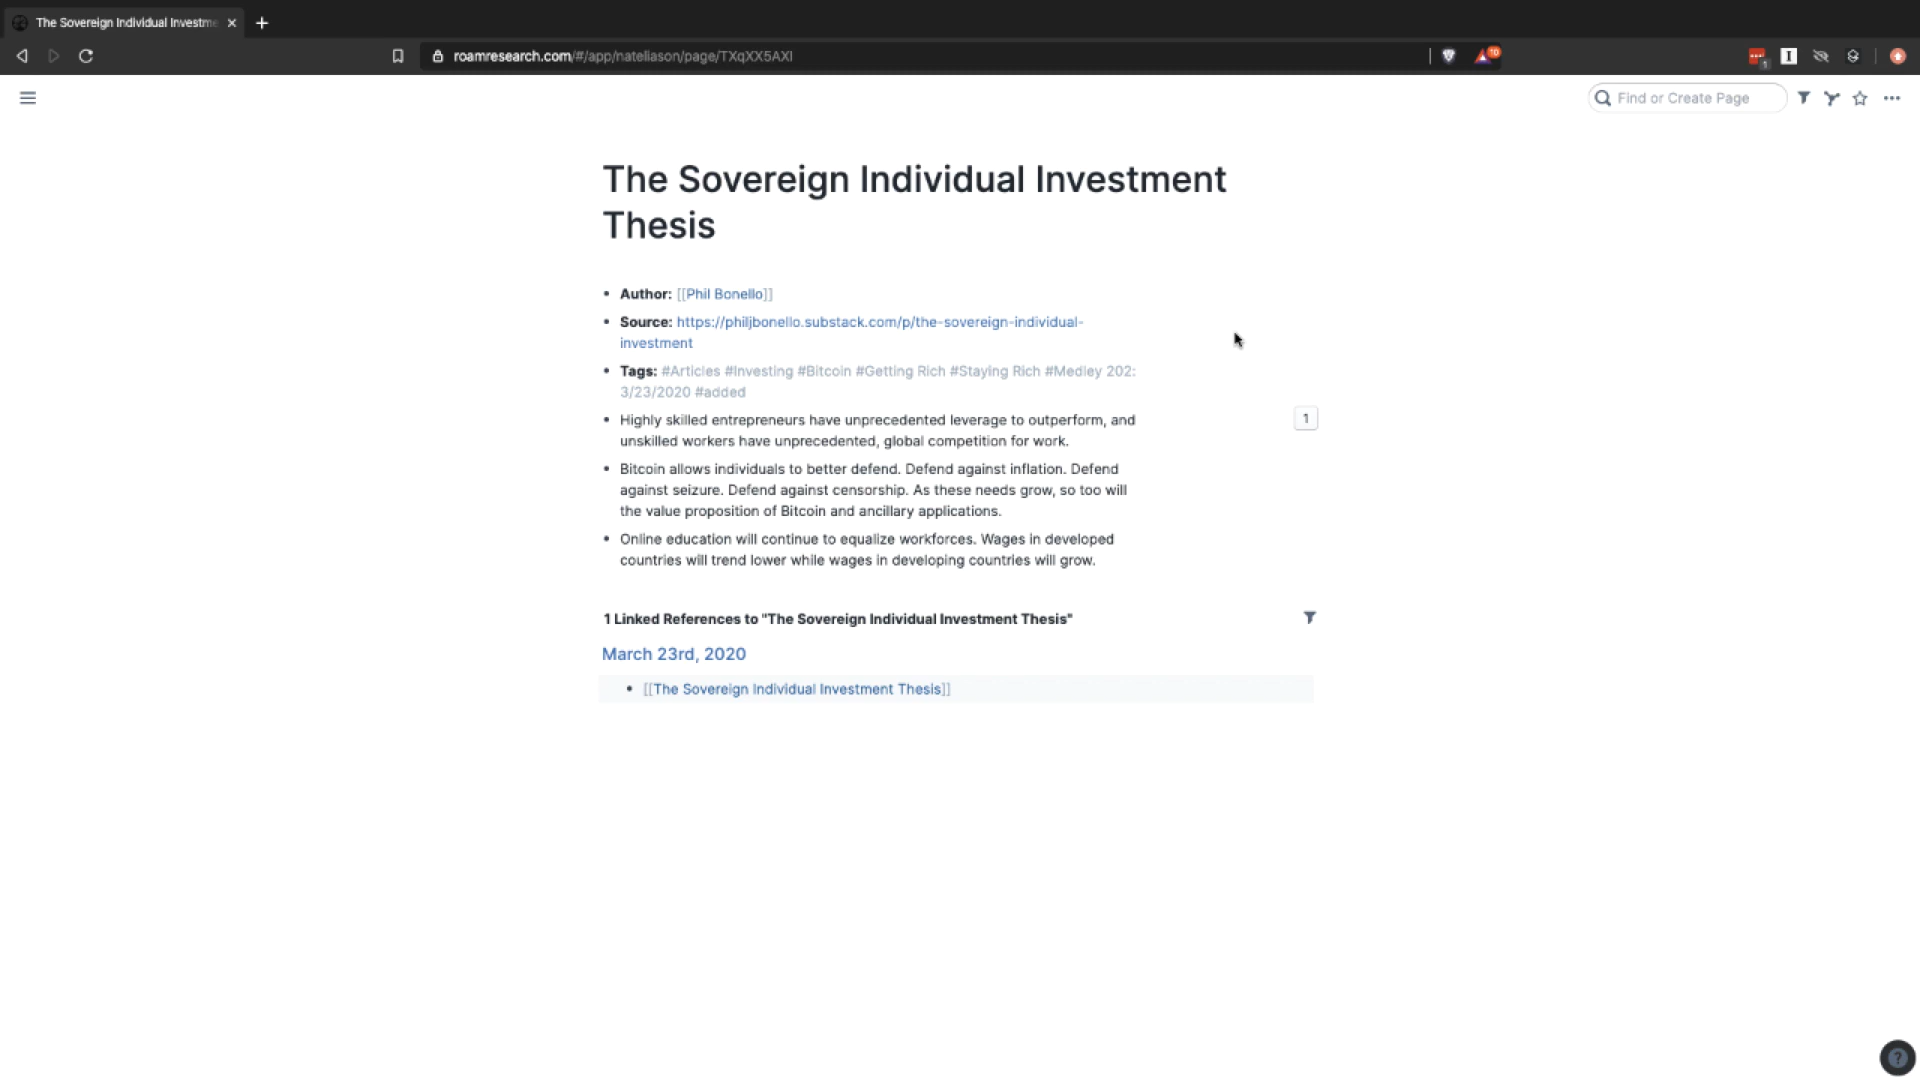 The Sovereign Individual Investme
roamresearch.com/#/app/nateliason/page/TXqXX5AXI
10
1
Find or Create Page
The Sovereign Individual Investment
Thesis
Author: [[Phil Bonello]]
Source: https://philjbonello.substack.com/p/the-sovereign-individual-
investment
Tags: #Articles #Investing #Bitcoin #Getting Rich #Staying Rich #Medley 202:
3/23/2020 #added
Highly skilled entrepreneurs have unprecedented leverage to outperform, and
unskilled workers have unprecedented, global competition for work.
1
Bitcoin allows individuals to better defend. Defend against inflation. Defend
against seizure. Defend against censorship. As these needs grow, so too will
the value proposition of Bitcoin and ancillary applications.
Online education will continue to equalize workforces. Wages in developed
countries will trend lower while wages in developing countries will grow.
1 Linked References to "The Sovereign Individual Investment Thesis"
March 23rd, 2020
[[The Sovereign Individual Investment Thesis]]